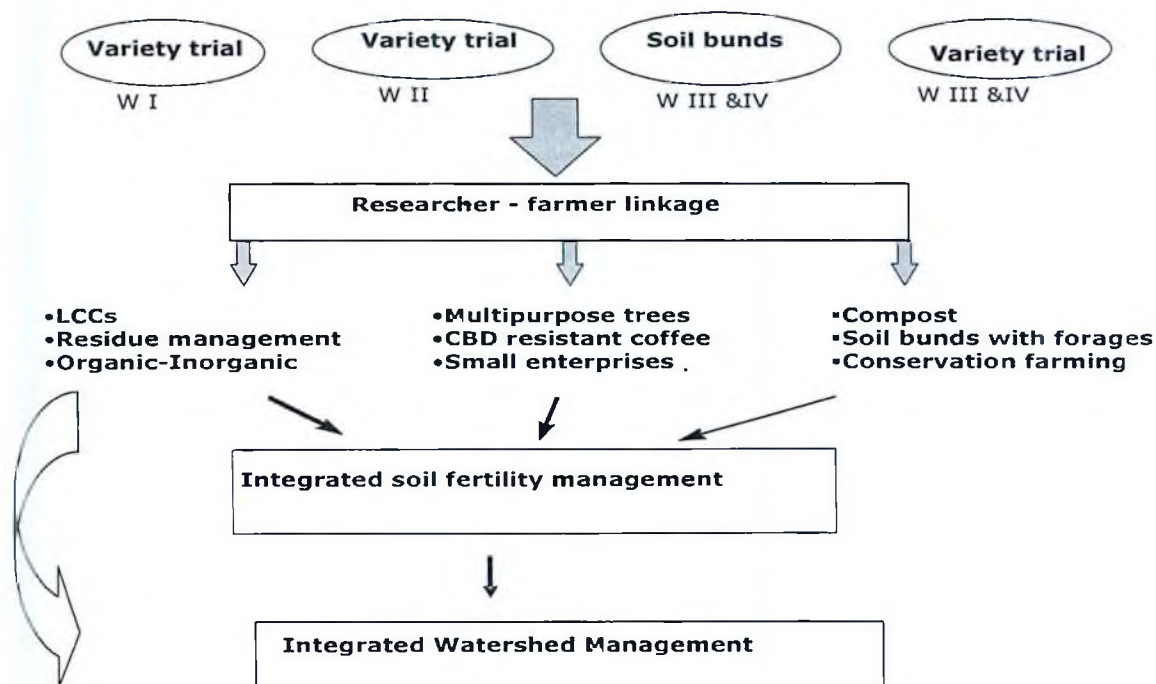 Variety trial
W I
Variety trial
W II
Soil bunds
W III &IV
Variety trial
W III &IV
Researcher - farmer linkage
•LCCs
•Residue management
•Organic-Inorganic
•Multipurpose trees
•CBD resistant coffee
•Small enterprises .
▪Compost
▪Soil bunds with forages
▪Conservation farming
Integrated soil fertility management
Integrated Watershed Management